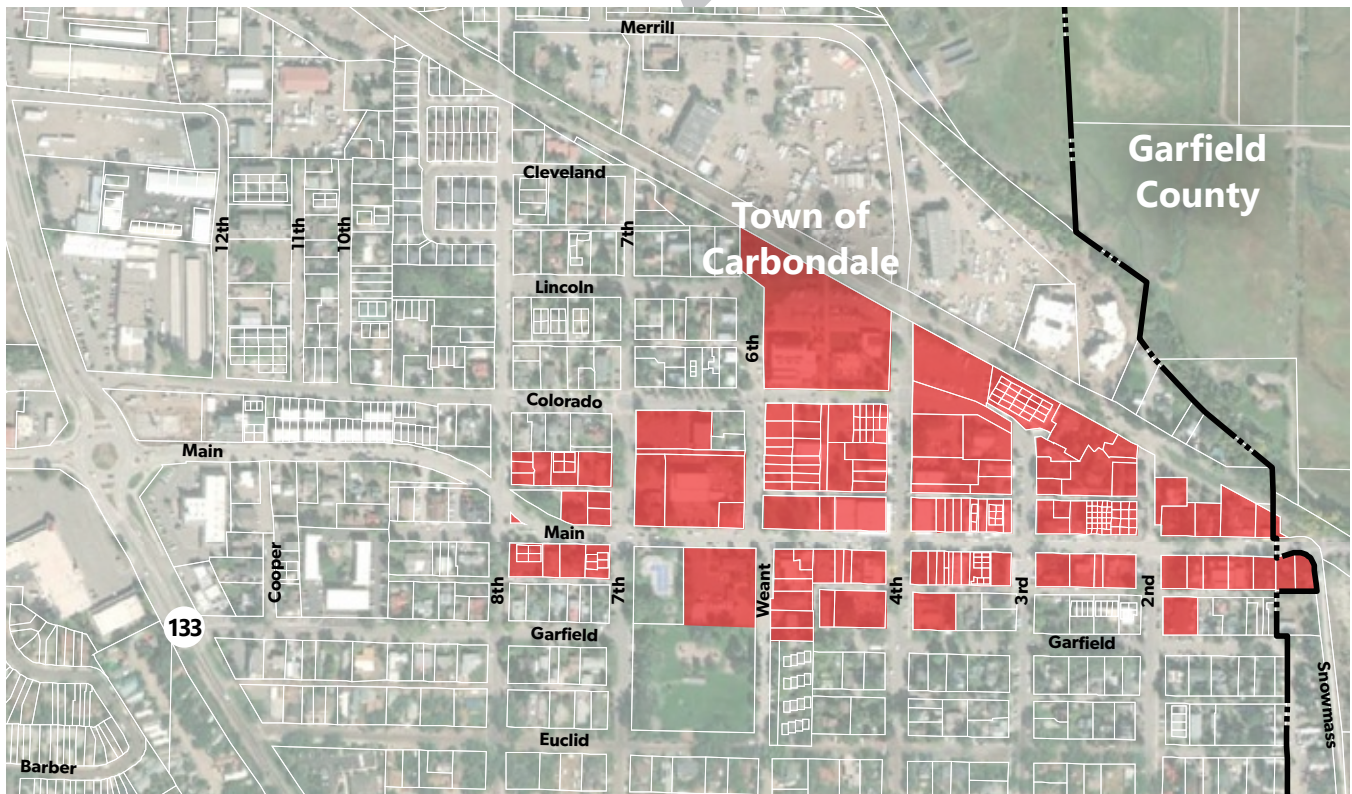 Merrill
Garfield
County
Cleveland
Town of
Carbondale
12th
11th
10th
7th
Lincoln
6th
Colorado
Main
Main
Cooper
8th
7th
Weant
4th
3rd
2nd
133
Garfield
Garfield
Snowmass
Euclid
Barber